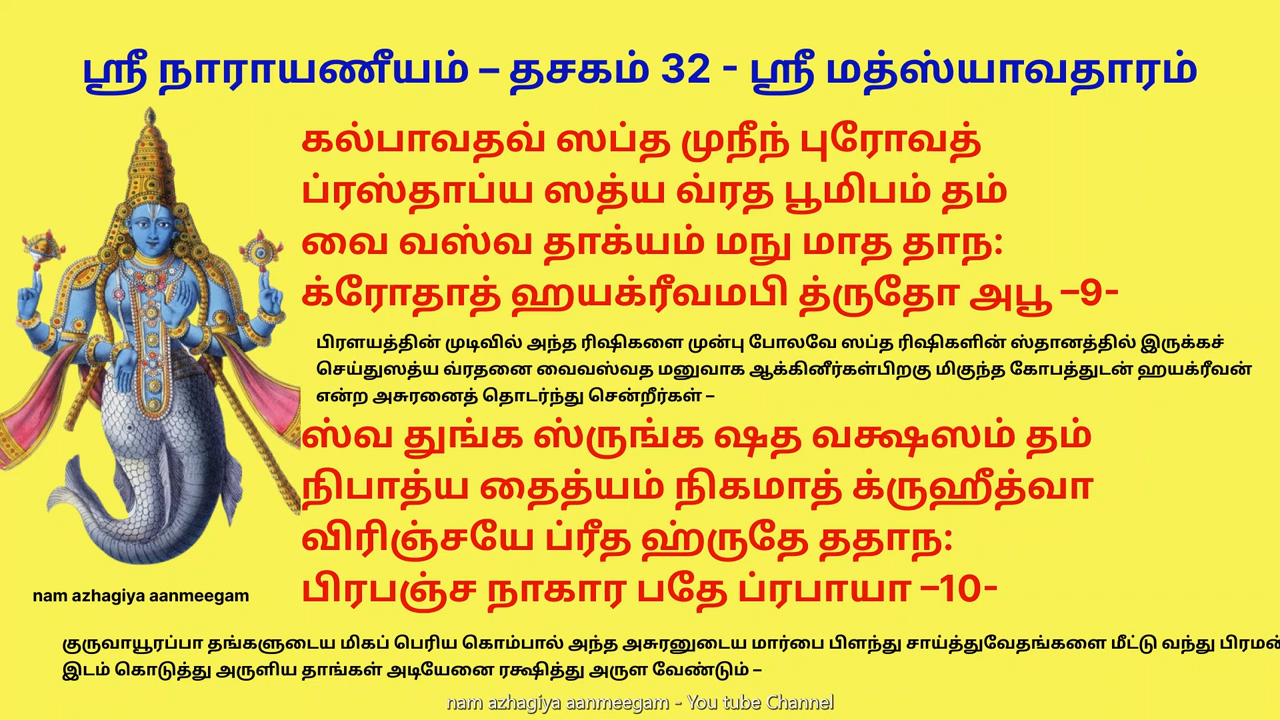 ஸ்ரீ நாராயணீயம் – தசகம் 32 - ஸ்ரீ மத்ஸ்யாவதாரம்
கல்பாவதவ் ஸப்த முநீந் புரோவத்
ப்ரஸ்தாப்ய ஸத்ய வ்ரத பூமிபம் தம்
வை வஸ்வ தாக்யம் மநு மாத தாந:
க்ரோதாத் ஹயக்ரீவமபி த்ருதோ அபூ –9-
பிரளயத்தின் முடிவில் அந்த ரிஷிகளை முன்பு போலவே ஸப்த ரிஷிகளின் ஸ்தானத்தில் இருக்கச்
செய்துஸத்ய வ்ரதனை வைவஸ்வத மனுவாக ஆக்கினீர்கள்பிறகு மிகுந்த கோபத்துடன் ஹயக்ரீவன்
என்ற அசுரனைத் தொடர்ந்து சென்றீர்கள் –
ஸ்வ துங்க ஸ்ருங்க ஷத வக்ஷஸம் தம்
நிபாத்ய தைத்யம் நிகமாத் க்ருஹீத்வா
விரிஞ்சயே ப்ரீத ஹ்ருதே ததாந:
பிரபஞ்ச நாகார பதே ப்ரபாயா –10-
nam azhagiya aanmeegam
குருவாயூரப்பா தங்களுடைய மிகப் பெரிய கொம்பால் அந்த அசுரனுடைய மார்பை பிளந்து சாய்த்துவேதங்களை மீட்டு வந்து
இடம் கொடுத்து அருளிய தாங்கள் அடியேனை ரக்ஷித்து அருள வேண்டும் –
nam azhagiya aanmeegam - You tube Channel